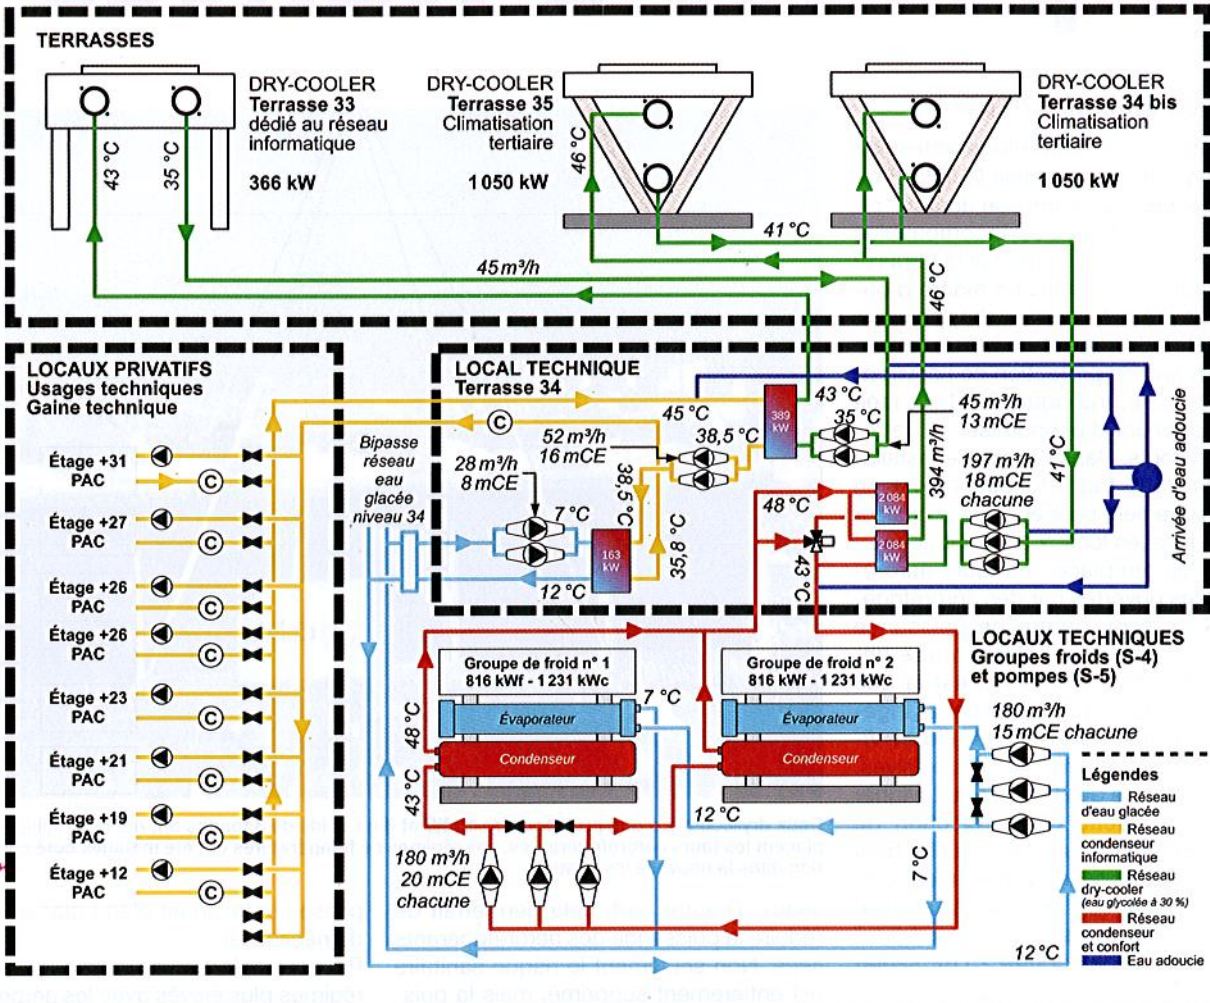 TERRASSES
DRY-COOLER
Terrasse 33
dédié au réseau
informatique
366 kW
DRY-COOLER
Terrasse 35
Climatisation
tertiaire
1 050 kW
DRY-COOLER
Terrasse 34 bis
Climatisation
tertiaire
1 050 kW
43 °C
35 °C
46 °C
41 °C
45 m³/h
46 °C
LOCAUX PRIVATIFS
Usages techniques
Gaine technique
Étage +31
PAC
C
Étage +27
PAC
C
Étage +26
PAC
C
Étage +26
PAC
C
Étage +23
PAC
C
Étage +21
PAC
C
Étage +19
PAC
C
Étage +12
PAC
C
LOCAL TECHNIQUE
Terrasse 34
C
Bipasse
réseau
eau
glacée
niveau 34
28 m³/h
8 mCE
7 °C
12 °C
163
kW
52 m³/h
16 mCE
38,5 °C
35,8 °C
45 °C
38,5 °C
389
kW
43 °C
35 °C
45 m³/h
13 mCE
394 m³/h
197 m³/h
18 mCE
chacune
41 °C
48 °C
2 084
kW
2 084
kW
43 °C
Arrivée d'eau adoucie
LOCAUX TECHNIQUES
Groupes froids (S-4)
et pompes (S-5)
Groupe de froid n° 1
816 kWf - 1 231 kWc
Évaporateur
Condenseur
7 °C
48 °C
43 °C
Groupe de froid n° 2
816 kWf - 1 231 kWc
Évaporateur
Condenseur
12 °C
7 °C
180 m³/h
15 mCE chacune
180 m³/h
20 mCE
chacune
12 °C
Légendes
Réseau
d'eau glacée
Réseau
condenseur
informatique
Réseau
dry-cooler
(eau glycolée à 30 %)
Réseau
condenseur
et confort
Eau adoucie